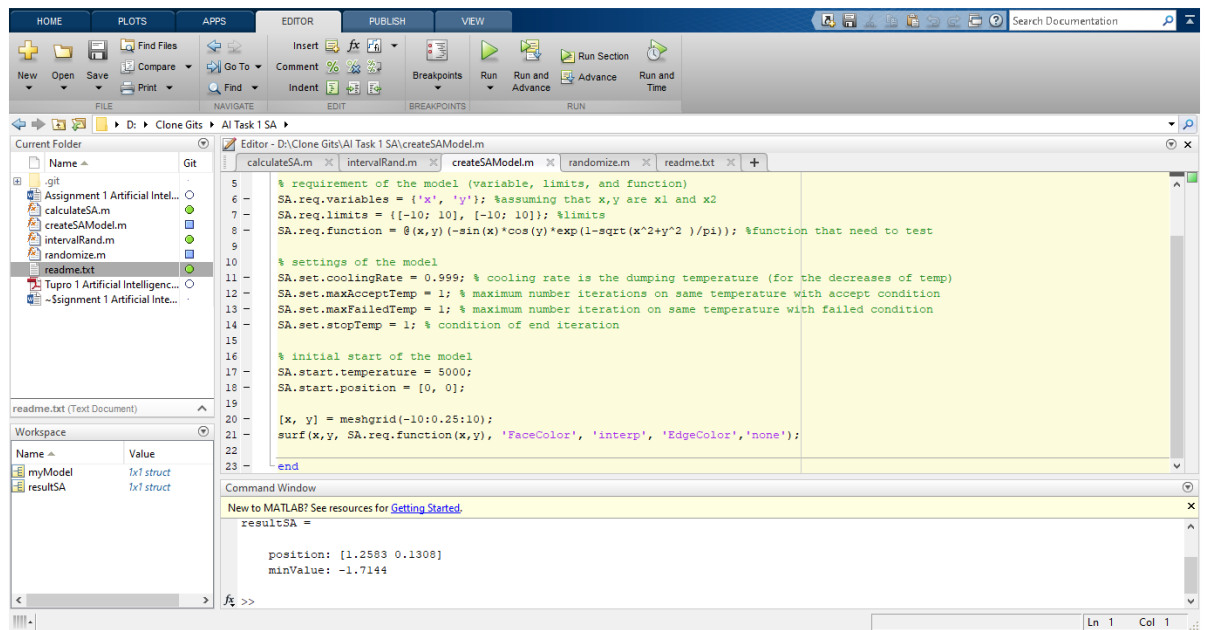 HOME PLOTS APPS EDITOR PUBLISH VIEW Search Documentation
New Open Save Find Files Compare Print Go To Find Insert fx Comment Indent Breakpoints Run Run and Advance Run Section Advance Run and Time
FILE NAVIGATE EDIT BREAKPOINTS RUN
D: Clone Gits AI Task 1 SA
Current Folder
Name Git
.git
Assignment 1 Artificial Intel...
calculateSA.m
createSAModel.m
intervalRand.m
randomize.m
readme.txt
Tupro 1 Artificial Intelligenc...
~$signment 1 Artificial Inte...
readme.txt (Text Document)
Workspace
Name Value
myModel 1x1 struct
resultSA 1x1 struct
Editor - D:\Clone Gits\AI Task 1 SA\createSAModel.m
calculateSA.m intervalRand.m createSAModel.m randomize.m readme.txt +
5 % requirement of the model (variable, limits, and function)
6 – SA.req.variables = {'x', 'y'}; %assuming that x,y are x1 and x2
7 – SA.req.limits = {[-10; 10], [-10; 10]}; %limits
8 – SA.req.function = @(x,y)(-sin(x)*cos(y)*exp(1-sqrt(x^2+y^2 )/pi)); %function that need to test
9
10 % settings of the model
11 – SA.set.coolingRate = 0.999; % cooling rate is the dumping temperature (for the decreases of temp)
12 – SA.set.maxAcceptTemp = 1; % maximum number iterations on same temperature with accept condition
13 – SA.set.maxFailedTemp = 1; % maximum number iteration on same temperature with failed condition
14 – SA.set.stopTemp = 1; % condition of end iteration
15
16 % initial start of the model
17 – SA.start.temperature = 5000;
18 – SA.start.position = [0, 0];
19
20 – [x, y] = meshgrid(-10:0.25:10);
21 – surf(x,y, SA.req.function(x,y), 'FaceColor', 'interp', 'EdgeColor','none');
22
23 – end
Command Window
New to MATLAB? See resources for Getting Started.
resultSA =
position: [1.2583 0.1308]
minValue: -1.7144
fx >>
Ln 1 Col 1